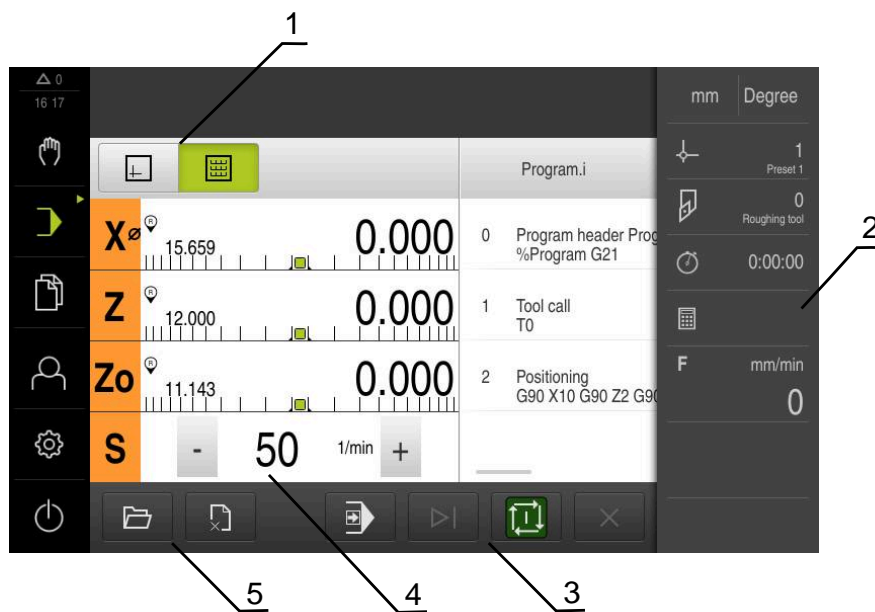 1
0
16 17
mm Degree
Program.i
1
Preset 1
0
Roughing tool
2
X⌀ R 15.659 0.000
0 Program header Prog
%Program G21
0:00:00
Z R 12.000 0.000
1 Tool call
T0
Zo R 11.143 0.000
2 Positioning
G90 X10 G90 Z2 G90
F mm/min
0
S - 50 1/min +
5
4
3